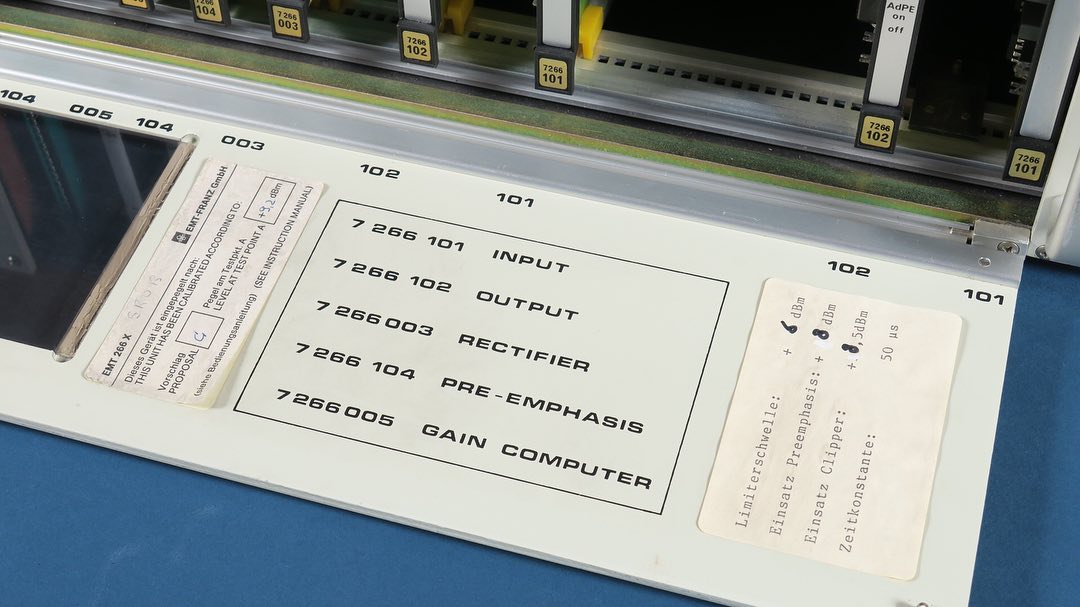 104
7266
104
7266
003
7266
102
7266
101
AdPE
on
off
7266
102
7266
101
104
005
104
003
102
101
102
101
EMT 266 X
EMT-FRANZ GmbH
Dieses Gerät ist eingepegelt nach:
THIS UNIT HAS BEEN CALIBRATED ACCORDING TO:
Vorschlag
PROPOSAL
Pegel am Testpkt. A
LEVEL AT TEST POINT A
+9,2 dBm
(siehe Bedienungsanleitung) (SEE INSTRUCTION MANUAL)
7 266 101 INPUT
7 266 102 OUTPUT
7 266 003 RECTIFIER
7 266 104 PRE-EMPHASIS
7 266 005 GAIN COMPUTER
Limiterschwelle: + 6 dBm
Einsatz Preemphasis: + 8 dBm
Einsatz Clipper: + 8,5dBm
Zeitkonstante: 50 µs